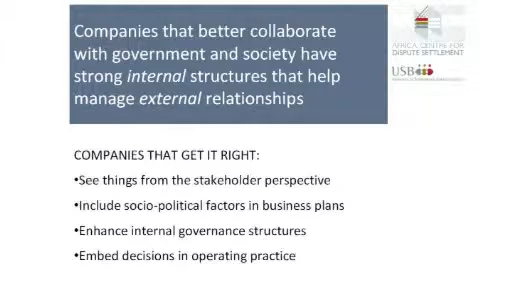 Companies that better collaborate
with government and society have
strong internal structures that help
manage external relationships
AFRICA CENTRE FOR
DISPUTE SETTLEMENT
USB
COMPANIES THAT GET IT RIGHT:
•See things from the stakeholder perspective
•Include socio-political factors in business plans
•Enhance internal governance structures
•Embed decisions in operating practice